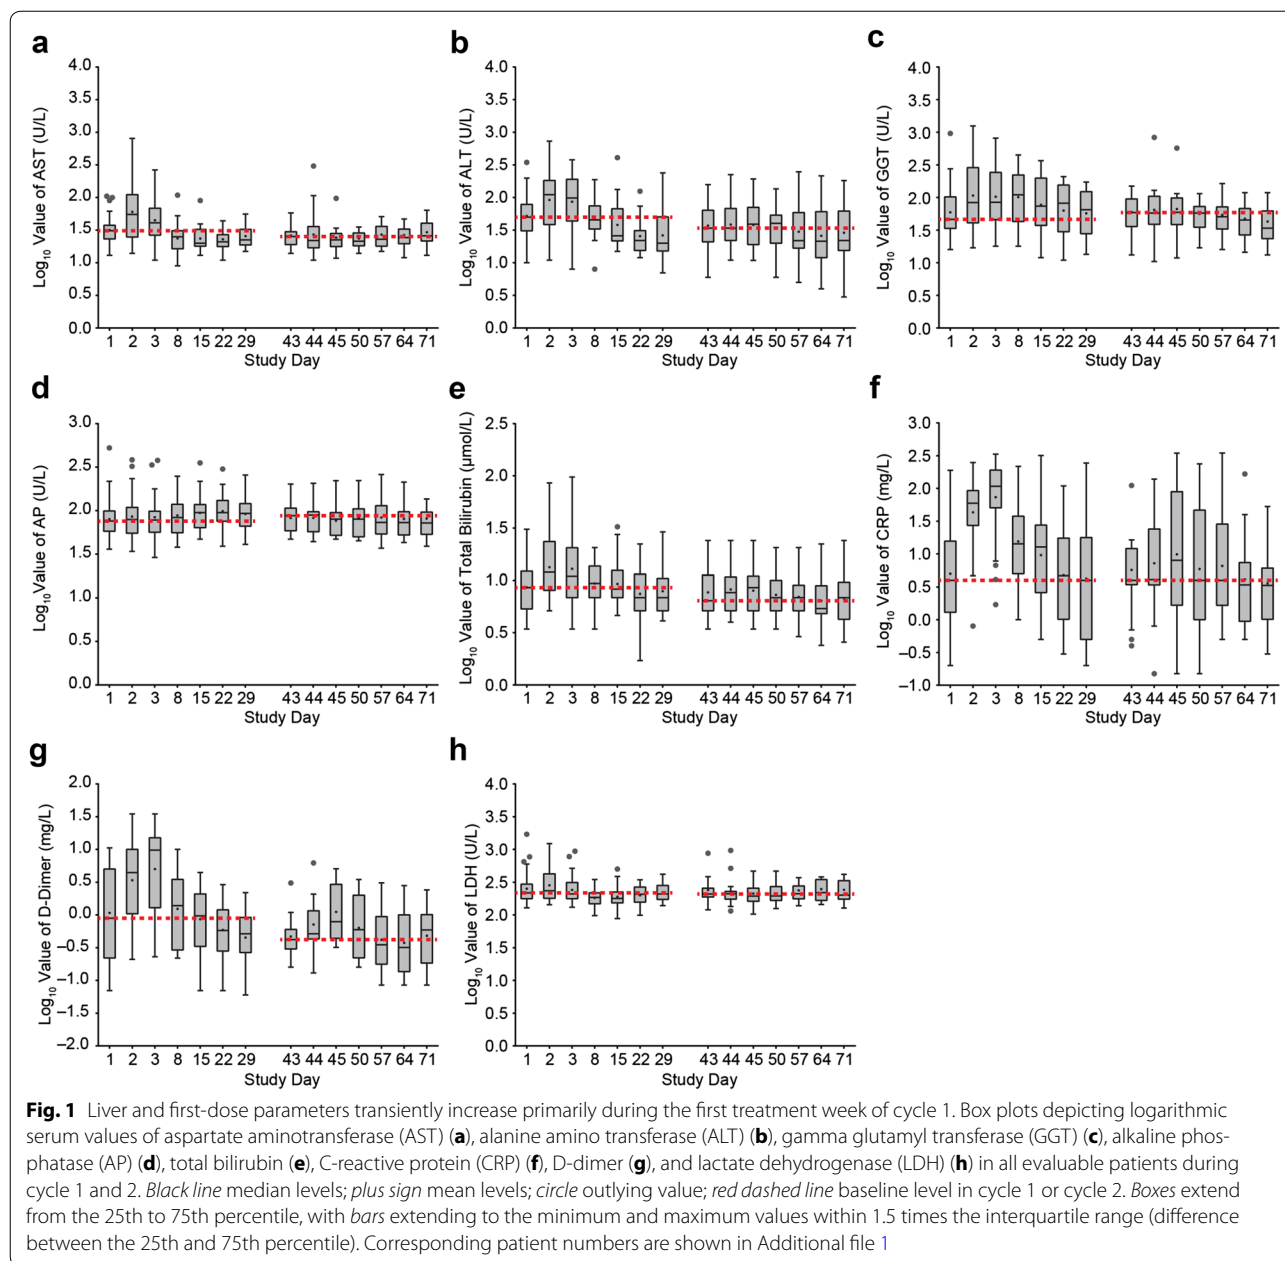 a
4.0
3.5
3.0
2.5
2.0
1.5
1.0
0.5
0.0
Log10 Value of AST (U/L)
1 2 3 8 15 22 29 43 44 45 50 57 64 71
Study Day
b
4.0
3.5
3.0
2.5
2.0
1.5
1.0
0.5
0.0
Log10 Value of ALT (U/L)
1 2 3 8 15 22 29 43 44 45 50 57 64 71
Study Day
c
4.0
3.5
3.0
2.5
2.0
1.5
1.0
0.5
0.0
Log10 Value of GGT (U/L)
1 2 3 8 15 22 29 43 44 45 50 57 64 71
Study Day
d
3.0
2.5
2.0
1.5
1.0
0.5
0.0
Log10 Value of AP (U/L)
1 2 3 8 15 22 29 43 44 45 50 57 64 71
Study Day
e
2.5
2.0
1.5
1.0
0.5
0.0
Log10 Value of Total Bilirubin (μmol/L)
1 2 3 8 15 22 29 43 44 45 50 57 64 71
Study Day
f
3.0
2.5
2.0
1.5
1.0
0.5
0.0
–0.5
–1.0
Log10 Value of CRP (mg/L)
1 2 3 8 15 22 29 43 44 45 50 57 64 71
Study Day
g
2.0
1.5
1.0
0.5
0.0
–0.5
–1.0
–1.5
–2.0
Log10 Value of D-Dimer (mg/L)
1 2 3 8 15 22 29 43 44 45 50 57 64 71
Study Day
h
4.0
3.5
3.0
2.5
2.0
1.5
1.0
0.5
0.0
Log10 Value of LDH (U/L)
1 2 3 8 15 22 29 43 44 45 50 57 64 71
Study Day
Fig. 1 Liver and first-dose parameters transiently increase primarily during the first treatment week of cycle 1. Box plots depicting logarithmic
serum values of aspartate aminotransferase (AST) (a), alanine amino transferase (ALT) (b), gamma glutamyl transferase (GGT) (c), alkaline phos-
phatase (AP) (d), total bilirubin (e), C-reactive protein (CRP) (f), D-dimer (g), and lactate dehydrogenase (LDH) (h) in all evaluable patients during
cycle 1 and 2. Black line median levels; plus sign mean levels; circle outlying value; red dashed line baseline level in cycle 1 or cycle 2. Boxes extend
from the 25th to 75th percentile, with bars extending to the minimum and maximum values within 1.5 times the interquartile range (difference
between the 25th and 75th percentile). Corresponding patient numbers are shown in Additional file 1